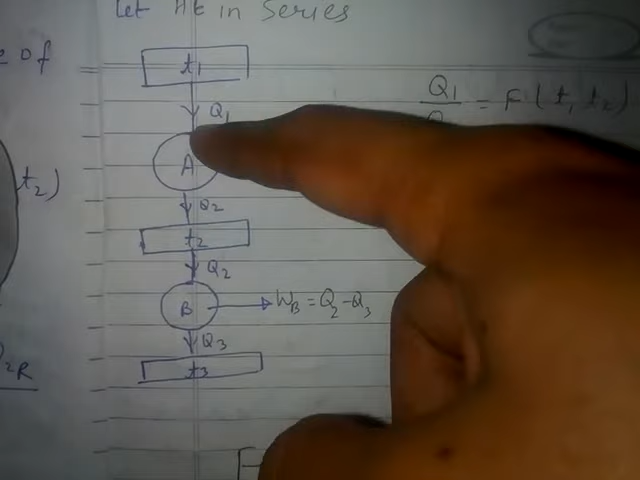 Let HE in Series
e of
t1
Q1
Q1 = F(t1 t2)
A
t2)
Q2
t2
Q2
B
WB = Q2 - Q3
Q3
t3
2R